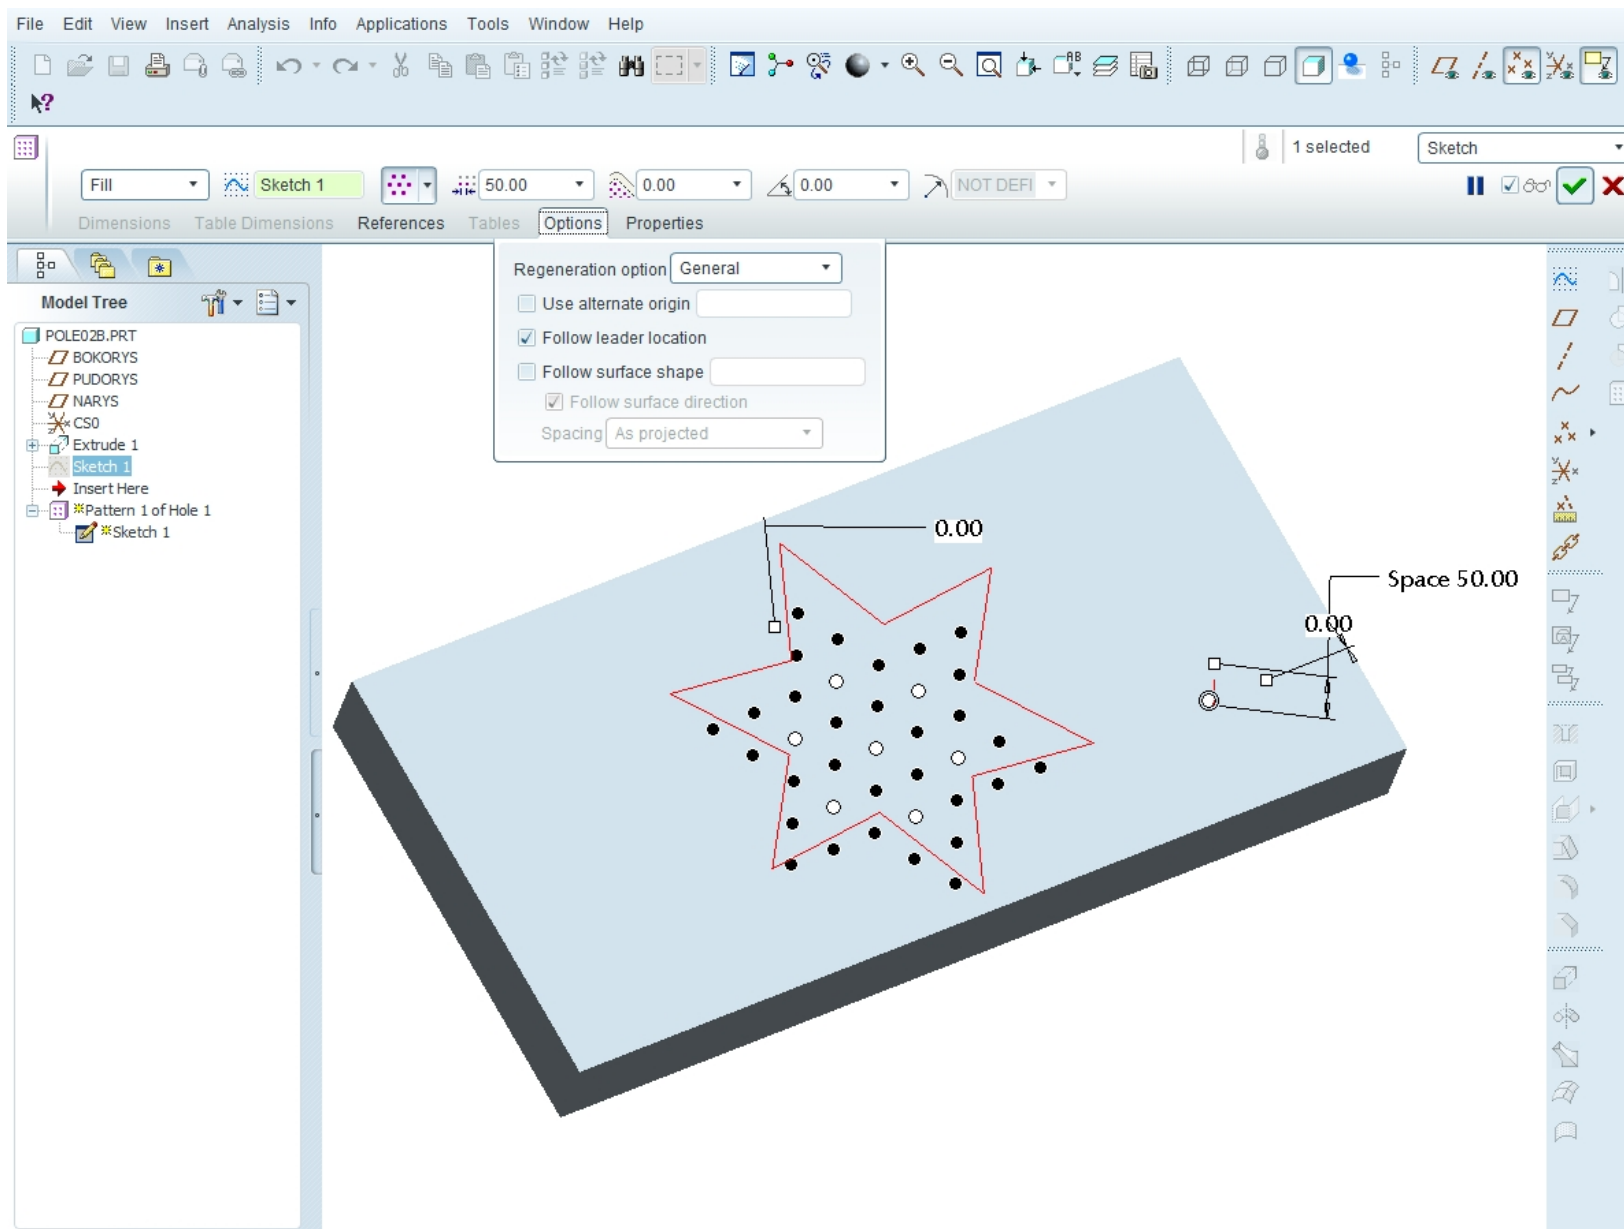 File Edit View Insert Analysis Info Applications Tools Window Help
1 selected Sketch
Fill Sketch 1 50.00 0.00 0.00 NOT DEFI
Dimensions Table Dimensions References Tables Options Properties
Regeneration option General
Use alternate origin
Follow leader location
Follow surface shape
Follow surface direction
Spacing As projected
Model Tree
POLE02B.PRT
BOKORYS
PUDORYS
NARYS
CS0
Extrude 1
Sketch 1
Insert Here
Pattern 1 of Hole 1
Sketch 1
0.00
Space 50.00
0.00